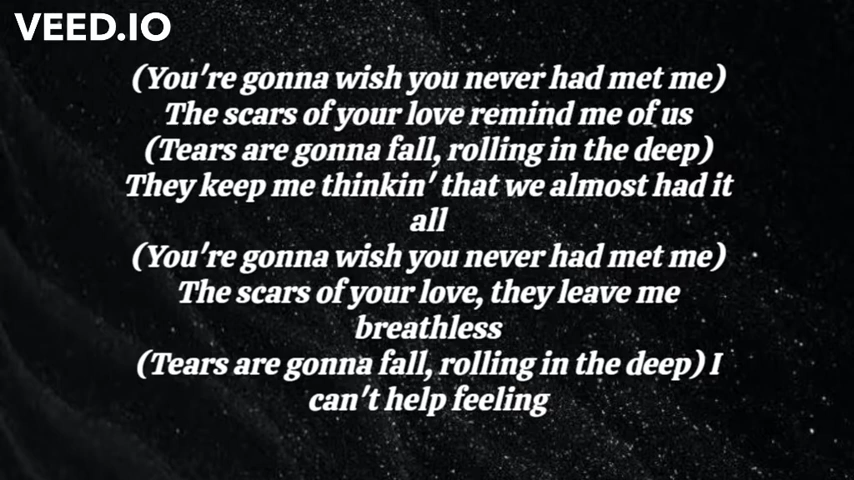 VEED.IO
(You're gonna wish you never had met me)
The scars of your love remind me of us
(Tears are gonna fall, rolling in the deep)
They keep me thinkin' that we almost had it
all
(You're gonna wish you never had met me)
The scars of your love, they leave me
breathless
(Tears are gonna fall, rolling in the deep) I
can't help feeling